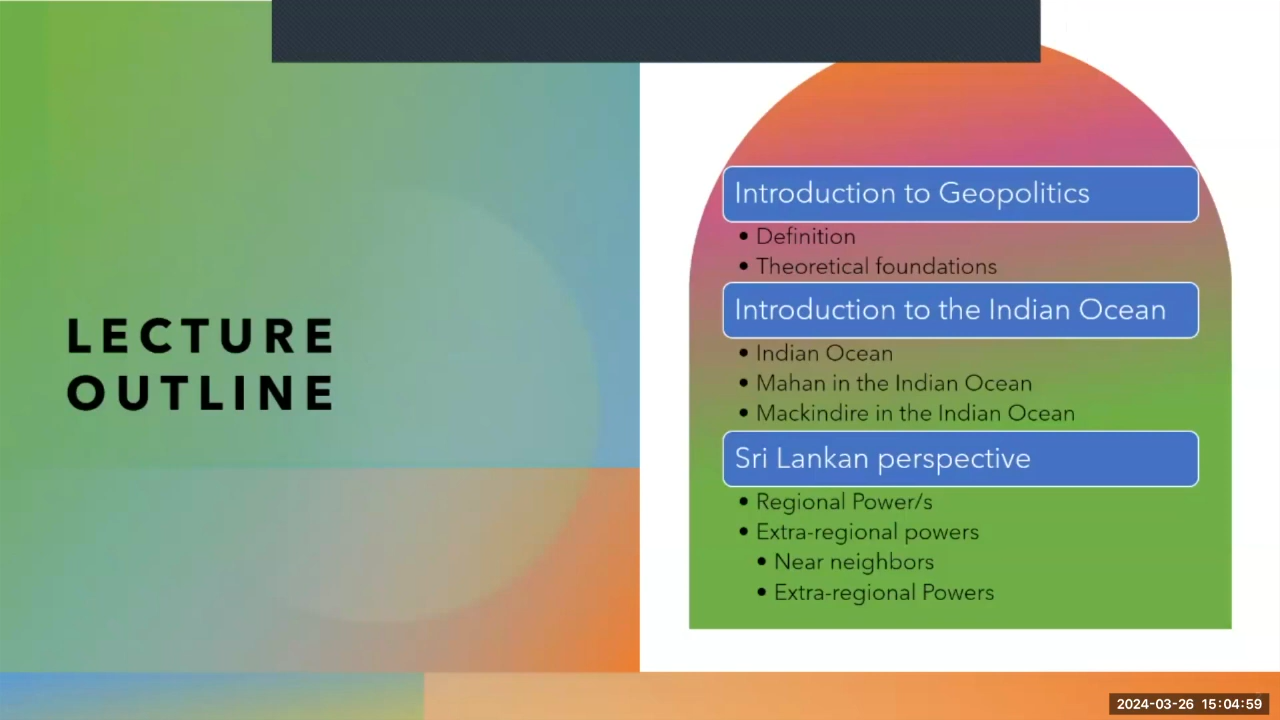 LECTURE
OUTLINE
Introduction to Geopolitics
• Definition
• Theoretical foundations
Introduction to the Indian Ocean
• Indian Ocean
• Mahan in the Indian Ocean
• Mackindire in the Indian Ocean
Sri Lankan perspective
• Regional Power/s
• Extra-regional powers
• Near neighbors
• Extra-regional Powers
2024-03-26 15:04:59